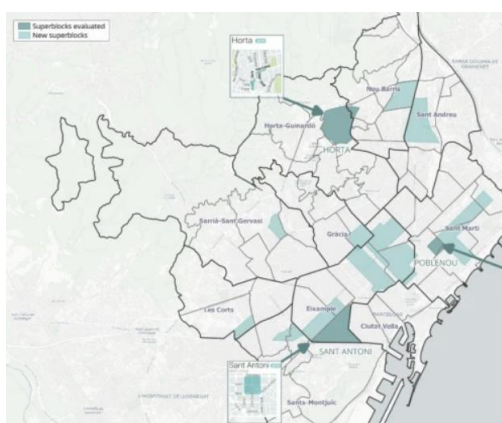 Superblocks evaluated
New superblocks
Horta
Nou Barris
Sant Andreu
Horta-Guinardó
HORTA
Sarrià-Sant Gervasi
Gràcia
Sant Martí
POBLENOU
Les Corts
Eixample
Ciutat Vella
SANT ANTONI
Sant Antoni
Sants-Montjuïc